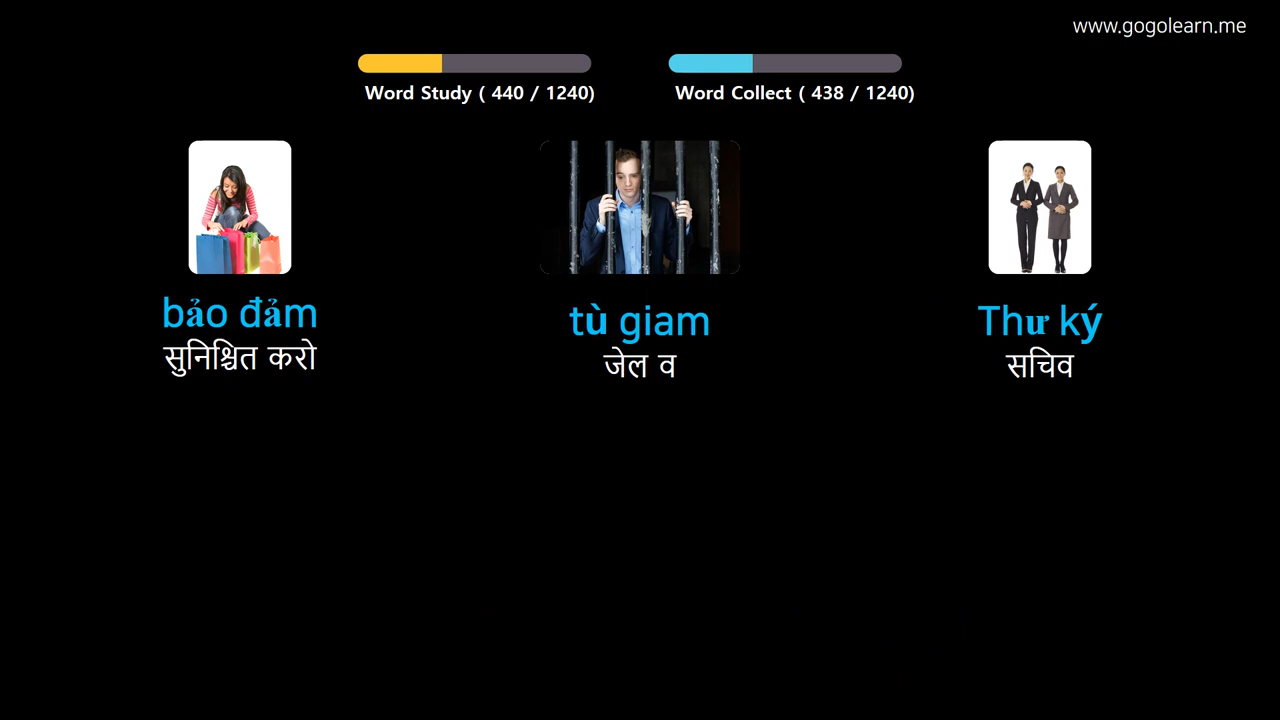 www.gogolearn.me
Word Study ( 440 / 1240)
Word Collect ( 438 / 1240)
bảo đảm
सुनिश्चित करो
tù giam
जेल व
Thư ký
सचिव